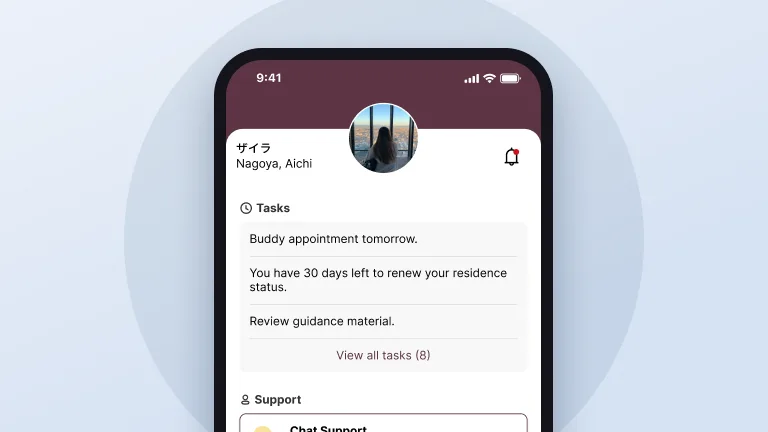 9:41
ザイラ
Nagoya, Aichi
Tasks
Buddy appointment tomorrow.
You have 30 days left to renew your residence
status.
Review guidance material.
View all tasks (8)
Support
Chat Support